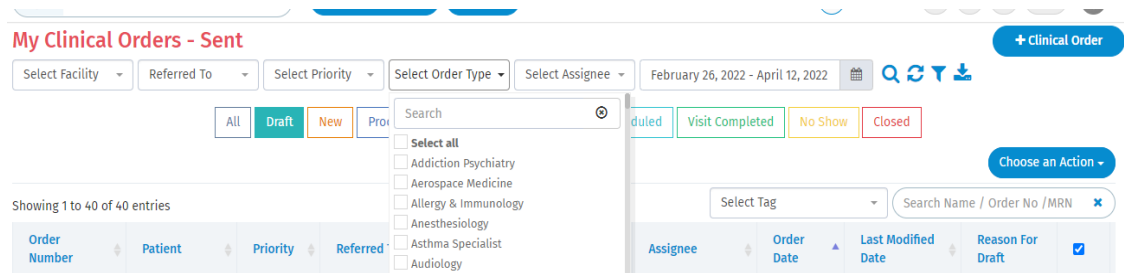 My Clinical Orders - Sent
+ Clinical Order
Select Facility
Referred To
Select Priority
Select Order Type
Select Assignee
February 26, 2022 - April 12, 2022
All
Draft
New
Visit Completed
No Show
Closed
Search
Select all
Addiction Psychiatry
Aerospace Medicine
Allergy & Immunology
Anesthesiology
Asthma Specialist
Audiology
Choose an Action
Showing 1 to 40 of 40 entries
Select Tag
Search Name / Order No /MRN
Order Number
Patient
Priority
Referred
Assignee
Order Date
Last Modified Date
Reason For Draft